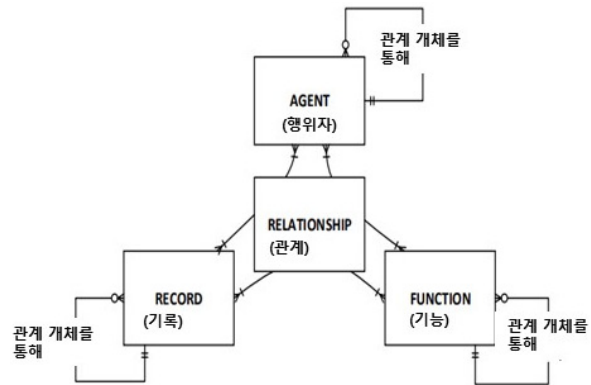 관계 개체를
통해
AGENT
(행위자)
RELATIONSHIP
(관계)
RECORD
(기록)
FUNCTION
(기능)
관계 개체를
통해
관계 개체를
통해